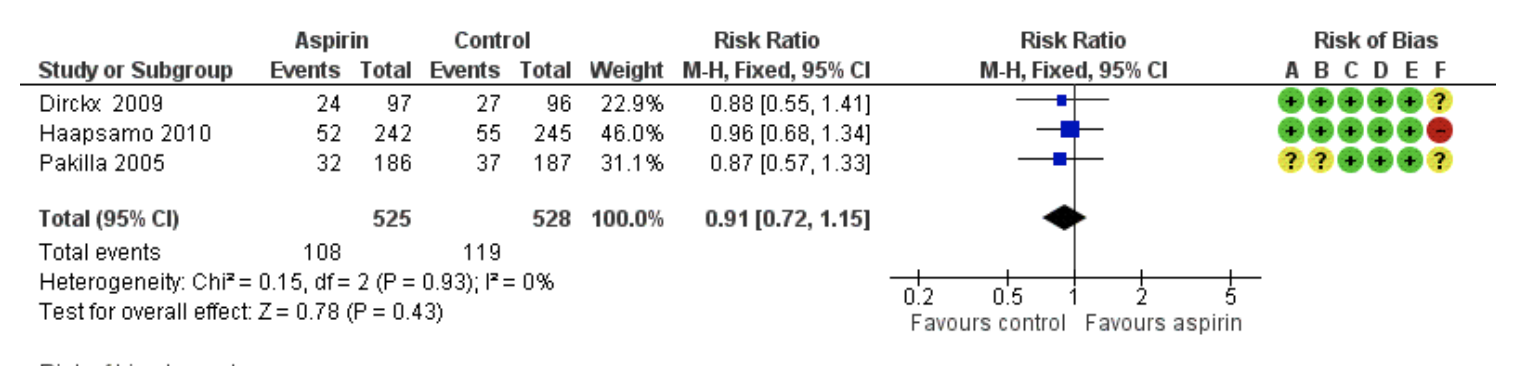 Aspirin Control Risk Ratio Risk Ratio Risk of Bias
Study or Subgroup Events Total Events Total Weight M-H, Fixed, 95% CI M-H, Fixed, 95% CI A B C D E F
Dirckx 2009 24 97 27 96 22.9% 0.88 [0.55, 1.41] + + + + + ?
Haapsamo 2010 52 242 55 245 46.0% 0.96 [0.68, 1.34] + + + + + −
Pakilla 2005 32 186 37 187 31.1% 0.87 [0.57, 1.33] ? ? + + + ?
Total (95% CI) 525 528 100.0% 0.91 [0.72, 1.15]
Total events 108 119
Heterogeneity: Chi² = 0.15, df = 2 (P = 0.93); I² = 0%
Test for overall effect: Z = 0.78 (P = 0.43)
0.2 0.5 1 2 5
Favours control Favours aspirin